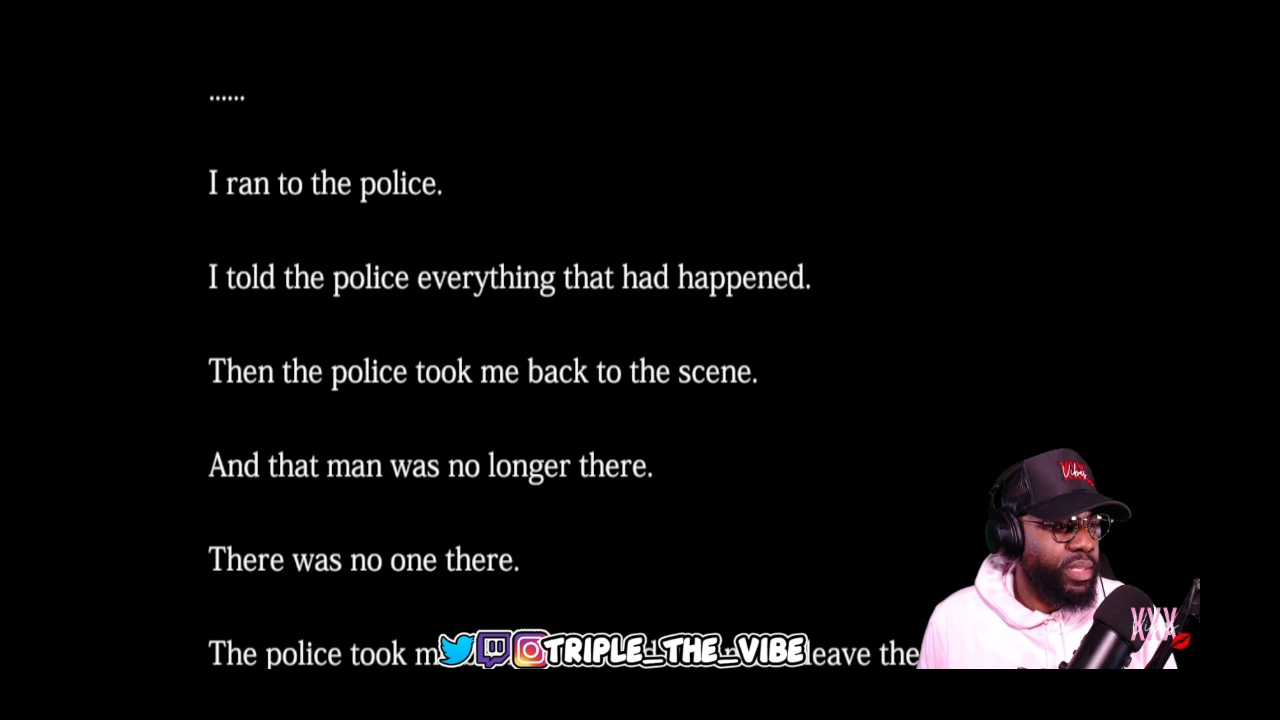 ......
I ran to the police.
I told the police everything that had happened.
Then the police took me back to the scene.
And that man was no longer there.
There was no one there.
The police took leave the
TRIPLE_THE_VIBE
Vibes
XXX